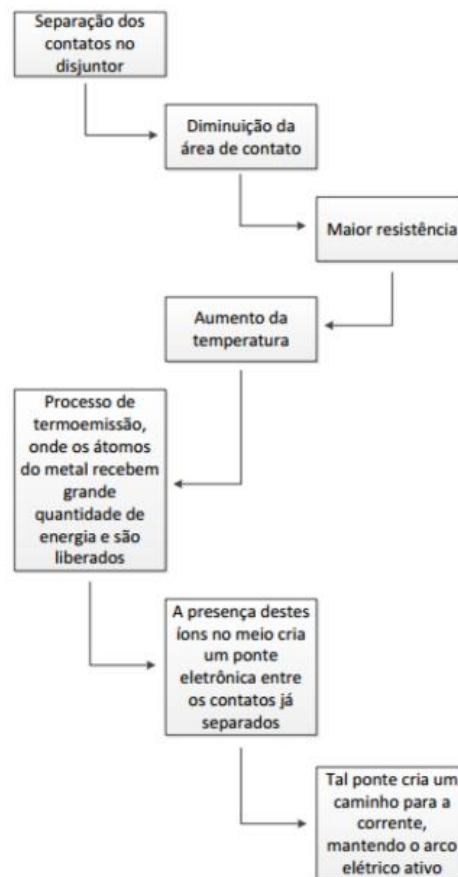 Separação dos
contatos no
disjuntor
Diminuição da
área de contato
Maior resistência
Aumento da
temperatura
Processo de
termoemissão,
onde os átomos
do metal recebem
grande
quantidade de
energia e são
liberados
A presença destes
íons no meio cria
um ponte
eletrônica entre
os contatos já
separados
Tal ponte cria um
caminho para a
corrente,
mantendo o arco
elétrico ativo